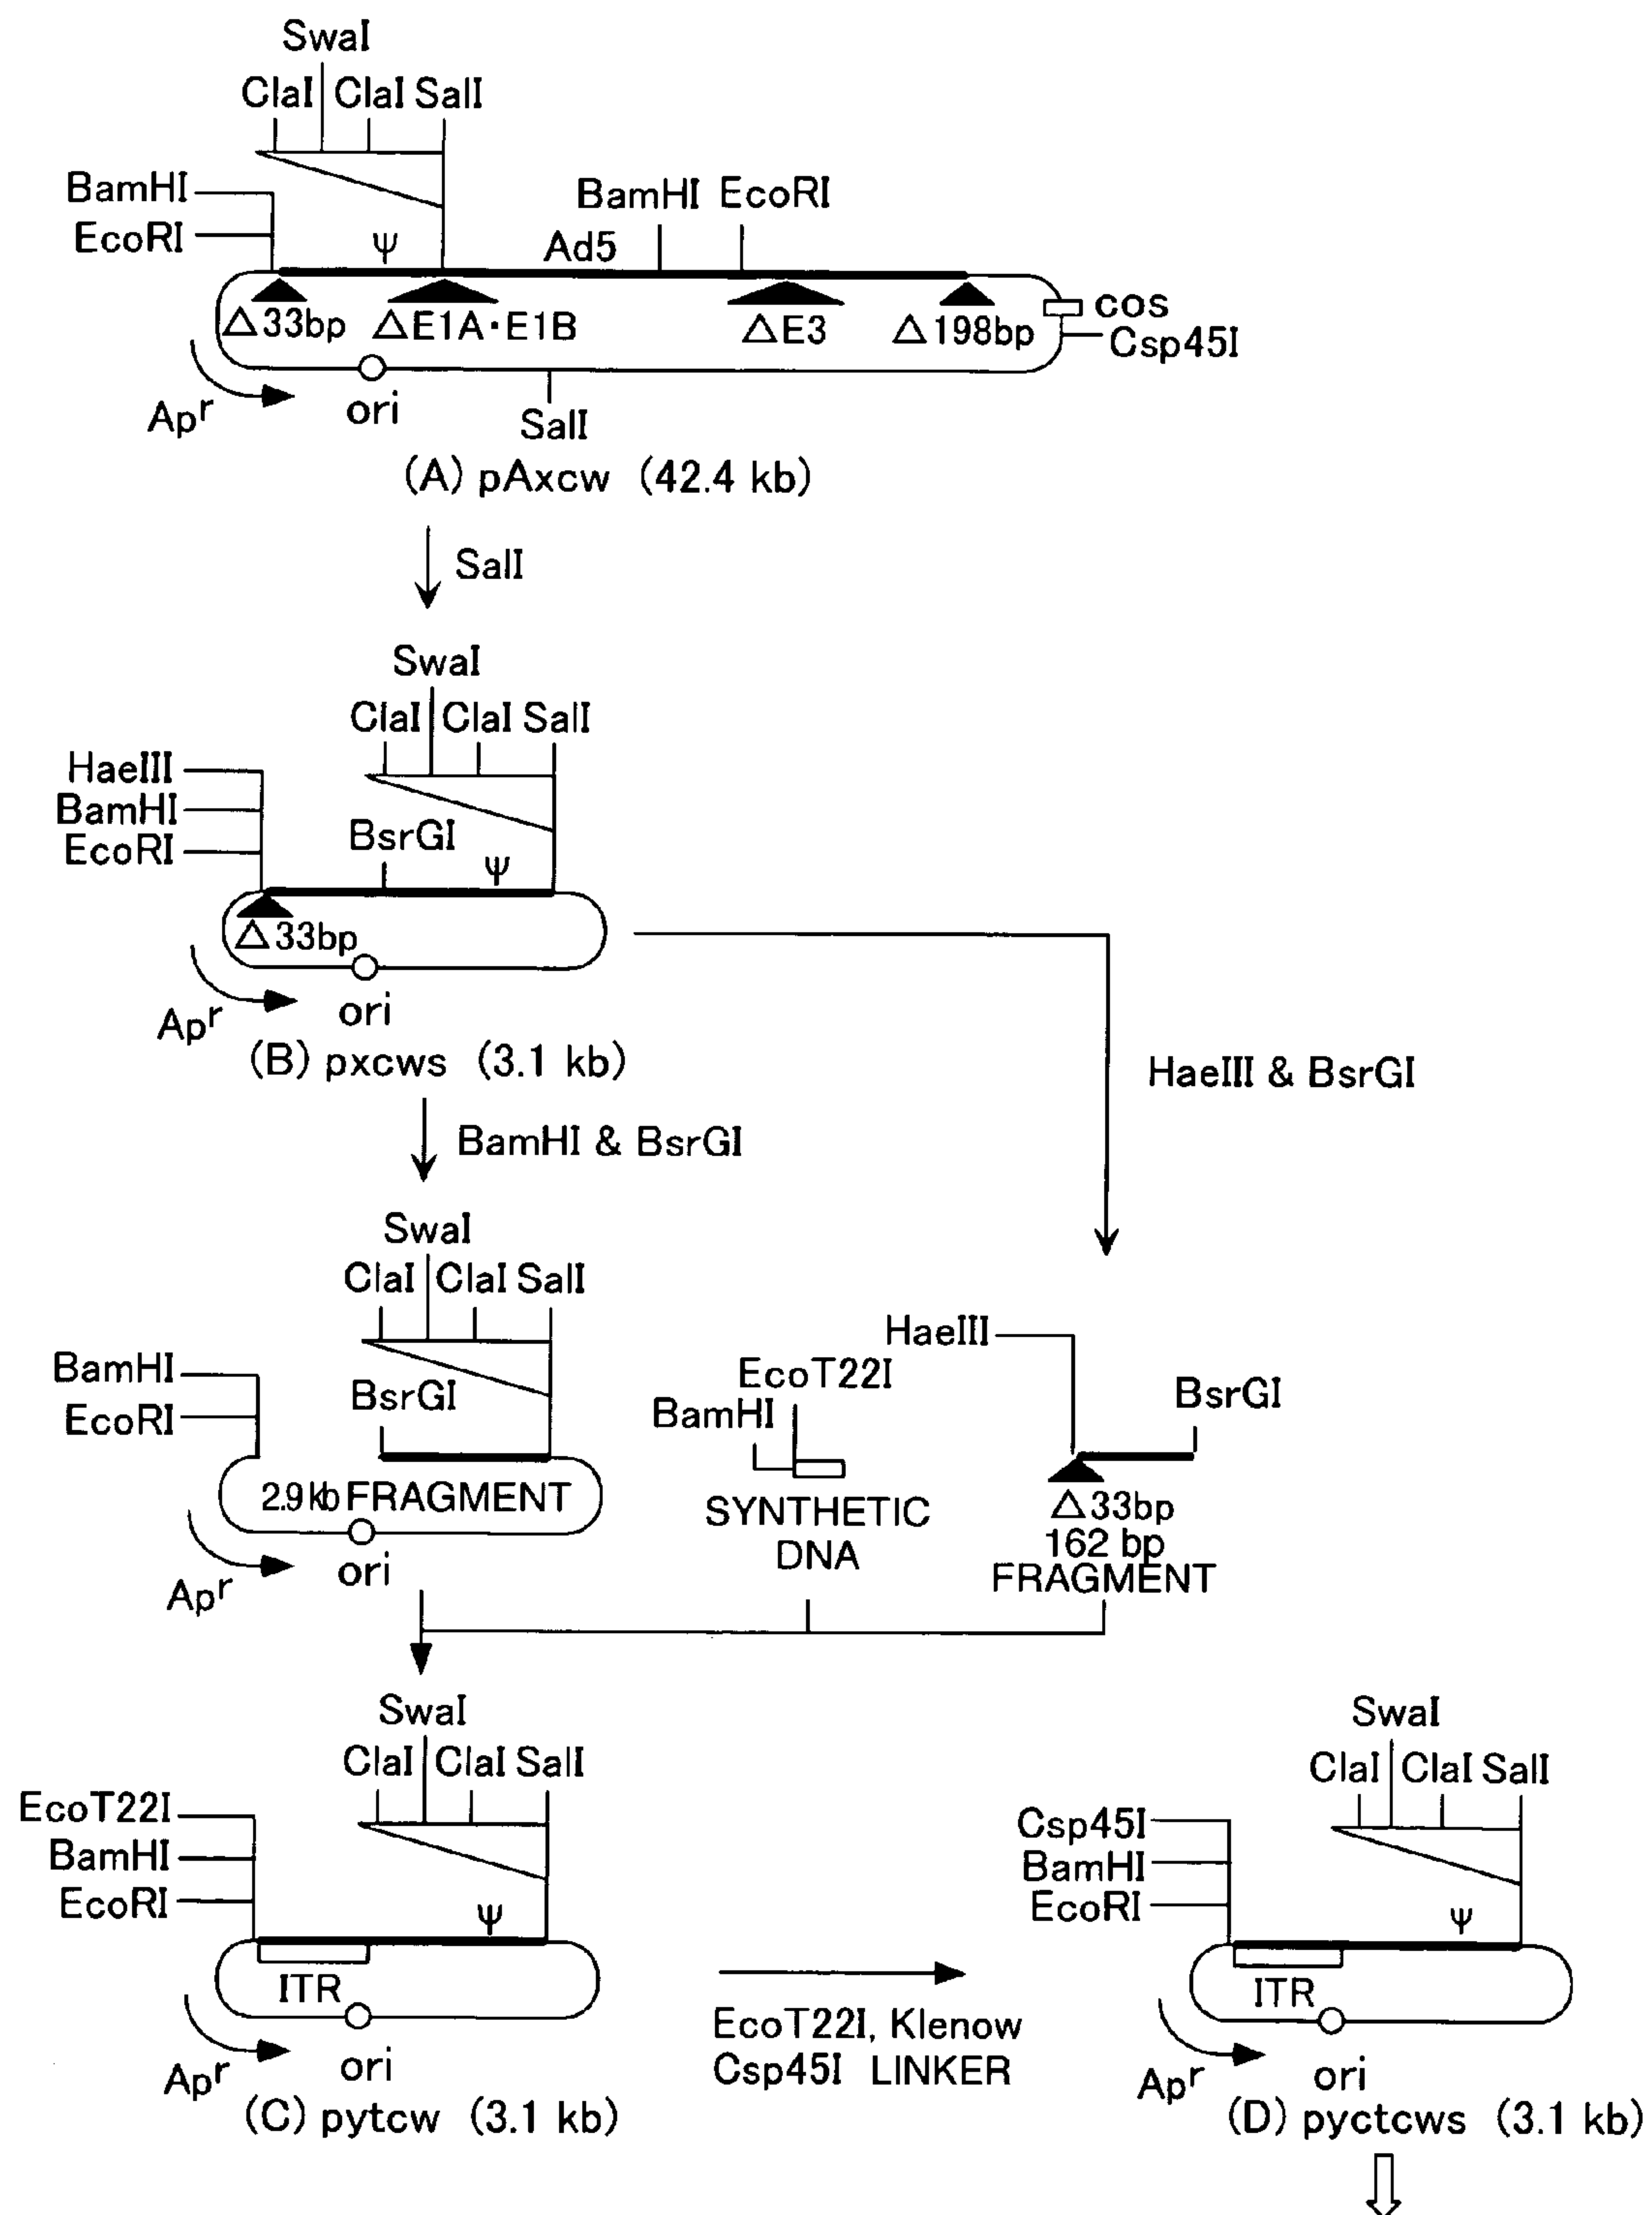 SwaI
ClaI ClaI SalI
BamHI
EcoRI
ψ
Ad5
BamHI EcoRI
△33bp
△E1A・E1B
△E3
△198bp
cos
Csp45I
Apr
ori
SalI
(A) pAxcw (42.4 kb)
SalI
SwaI
ClaI ClaI SalI
HaeIII
BamHI
EcoRI
BsrGI
ψ
△33bp
Apr
ori
(B) pxcws (3.1 kb)
HaeIII & BsrGI
BamHI & BsrGI
SwaI
ClaI ClaI SalI
BamHI
EcoRI
BsrGI
2.9 kb FRAGMENT
Apr
ori
EcoT22I
BamHI
SYNTHETIC
DNA
HaeIII
BsrGI
△33bp
162 bp
FRAGMENT
SwaI
ClaI ClaI SalI
EcoT22I
BamHI
EcoRI
ψ
ITR
Apr
ori
(C) pytcw (3.1 kb)
EcoT22I, Klenow
Csp45I LINKER
SwaI
ClaI ClaI SalI
Csp45I
BamHI
EcoRI
ψ
ITR
Apr
ori
(D) pyctcws (3.1 kb)